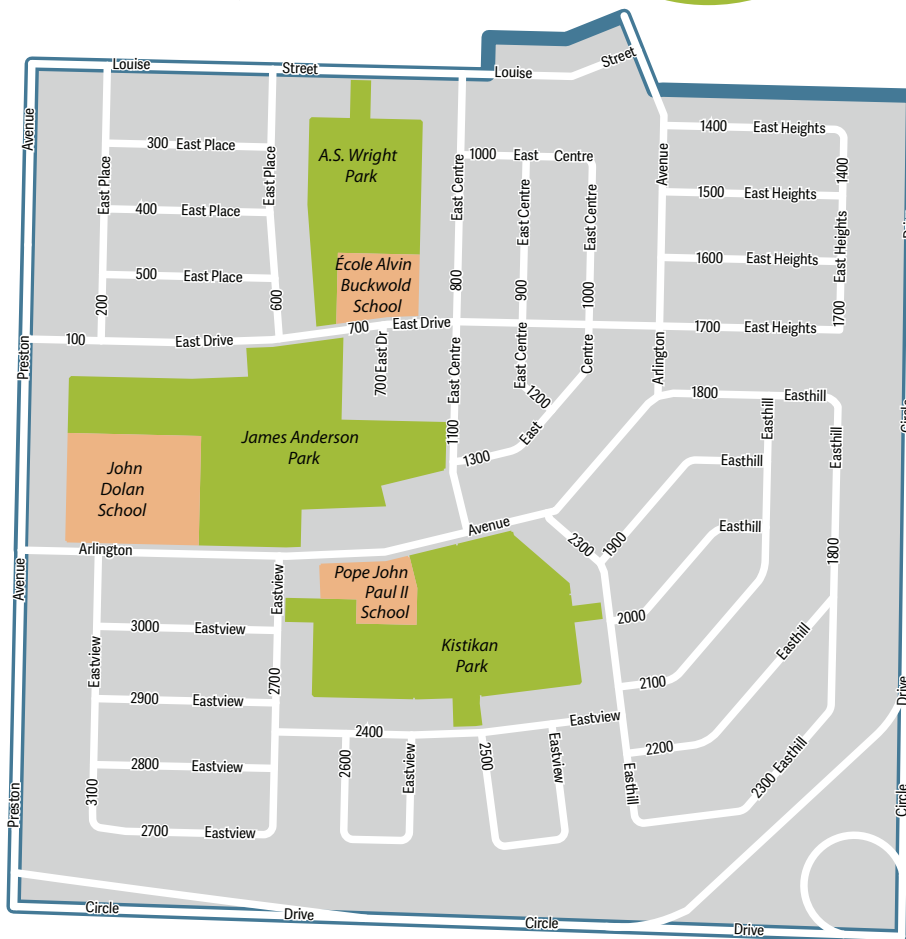 Louise
Street
Louise
Street
Avenue
Preston
Avenue
Preston
300 East Place
400 East Place
500 East Place
East Place
200
East Place
600
A.S. Wright
Park
École Alvin
Buckwold
School
East Centre
800
1000 East Centre
East Centre
900
East Centre
1000
Avenue
Arlington
1400 East Heights
1500 East Heights
1600 East Heights
1700 East Heights
1400
East Heights
1700
100
East Drive
700 East Drive
700 East Dr
East Centre
1100
East Centre
Centre
East
1200
1300
James Anderson
Park
John
Dolan
School
1800 Easthill
Easthill
Easthill
1800
Easthill
1900
Easthill
2000
2100
2200
Easthill
2300 Easthill
2300
Easthill
Arlington
Avenue
Pope John
Paul II
School
Kistikan
Park
Eastview
2700
Eastview
3100
3000 Eastview
2900 Eastview
2800 Eastview
2700 Eastview
2400
Eastview
2600
Eastview
2500
Eastview
Circle
Drive
Circle
Drive
Drive
Circle